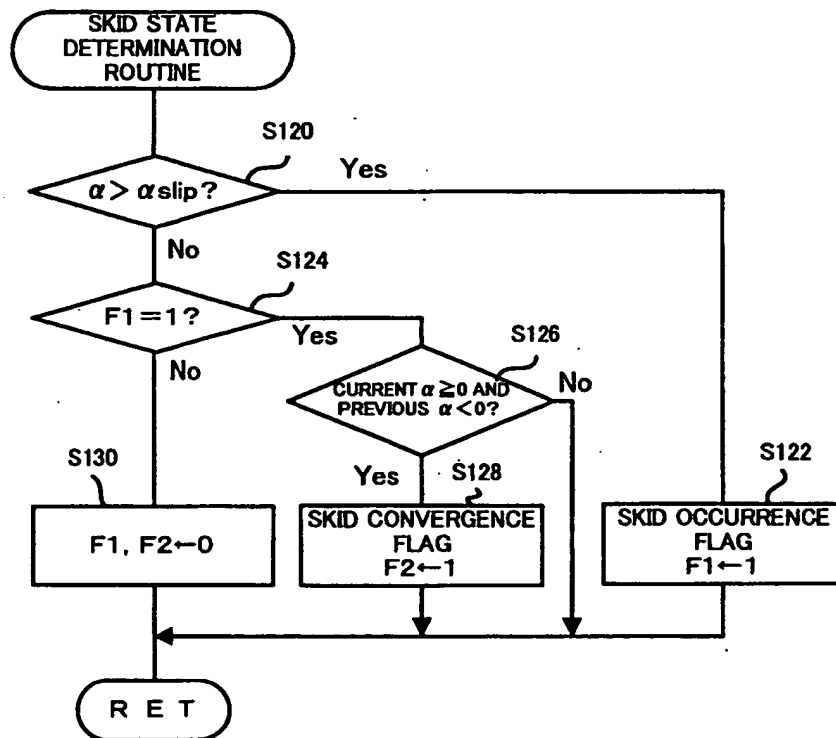 SKID STATE
DETERMINATION
ROUTINE
S120
α > αslip?
Yes
No
S124
F1=1?
Yes
No
S126
CURRENT α≧0 AND
PREVIOUS α<0?
No
Yes
S130
F1, F2←0
S128
SKID CONVERGENCE
FLAG
F2←1
S122
SKID OCCURRENCE
FLAG
F1←1
RET